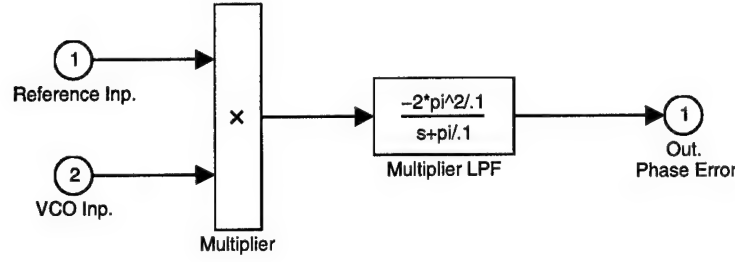 1
Reference Inp.
2
VCO Inp.
×
Multiplier
-2*pi^2/.1
s+pi/.1
Multiplier LPF
1
Out.
Phase Error